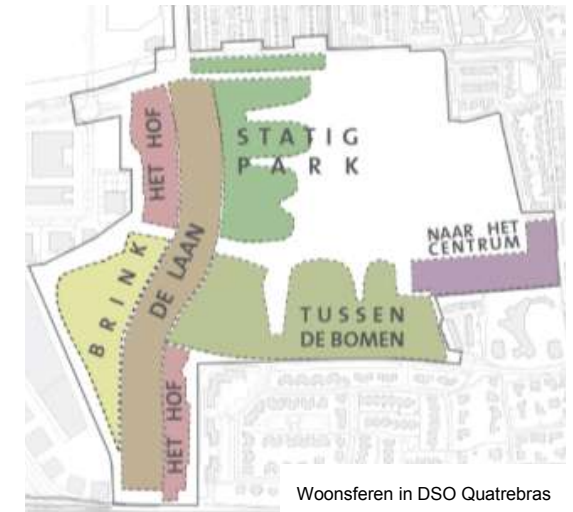 STATIG
PARK
HET HOF
NAAR HET
CENTRUM
DE LAAN
BRINK
TUSSEN
DE BOMEN
HET HOF
Woonsferen in DSO Quatrebras